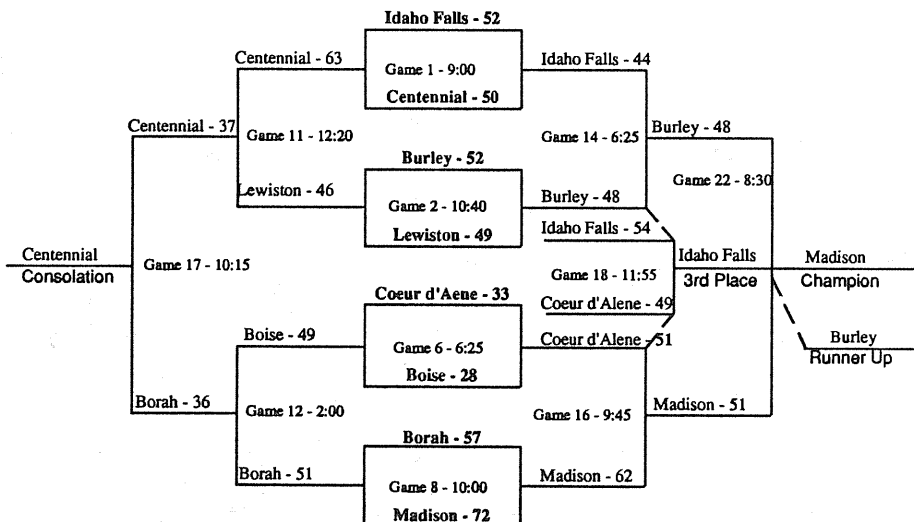 Idaho Falls - 52
Centennial - 63
Idaho Falls - 44
Game 1 - 9:00
Centennial - 50
Centennial - 37
Game 11 - 12:20
Game 14 - 6:25
Burley - 48
Burley - 52
Game 22 - 8:30
Lewiston - 46
Burley - 48
Game 2 - 10:40
Idaho Falls - 54
Lewiston - 49
Centennial
Consolation
Game 17 - 10:15
Idaho Falls
3rd Place
Madison
Champion
Game 18 - 11:55
Coeur d'Aene - 33
Coeur d'Alene - 49
Boise - 49
Coeur d'Alene - 51
Burley
Runner Up
Game 6 - 6:25
Boise - 28
Borah - 36
Game 12 - 2:00
Game 16 - 9:45
Madison - 51
Borah - 57
Borah - 51
Madison - 62
Game 8 - 10:00
Madison - 72